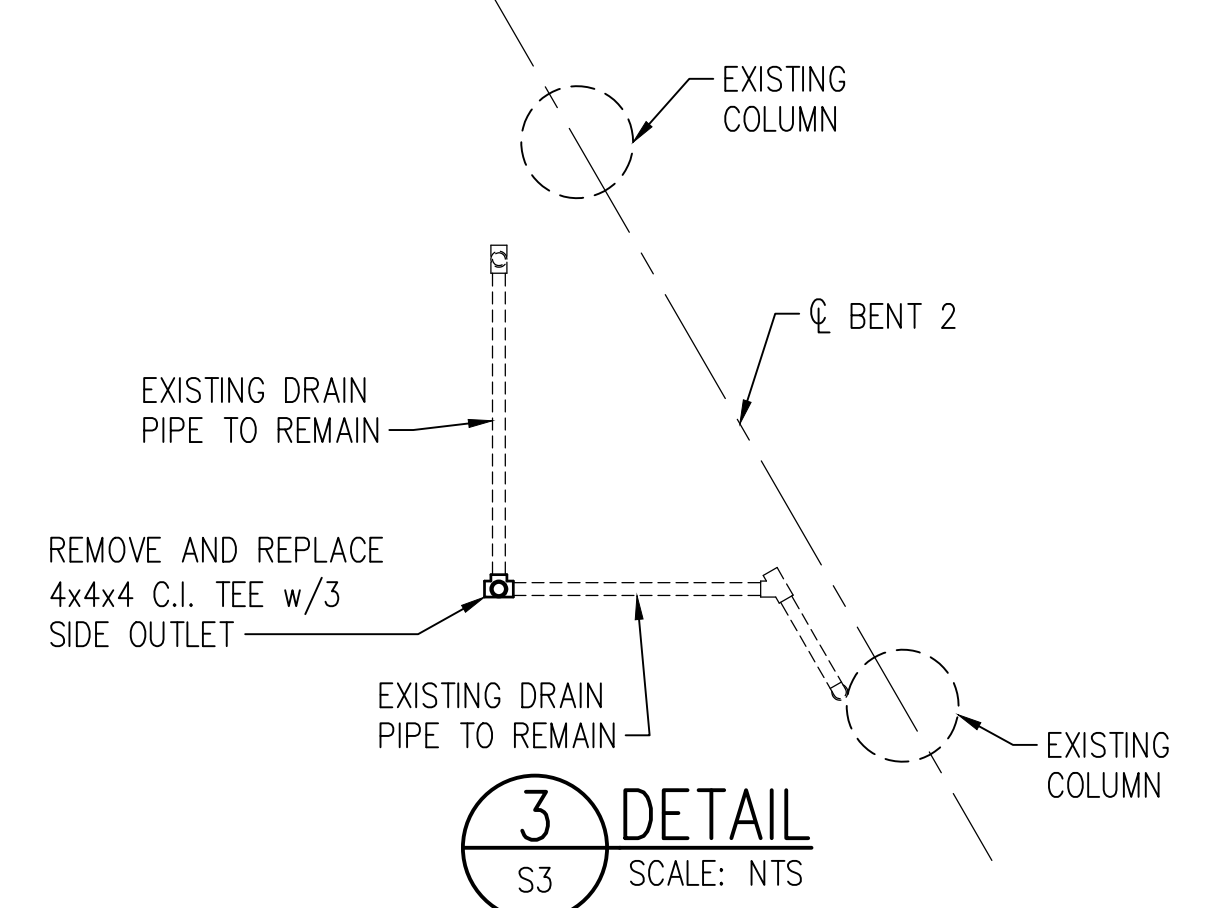 EXISTING
COLUMN
℄ BENT 2
EXISTING DRAIN
PIPE TO REMAIN
REMOVE AND REPLACE
4x4x4 C.I. TEE w/3
SIDE OUTLET
EXISTING DRAIN
PIPE TO REMAIN
EXISTING
COLUMN
3
S3
DETAIL
SCALE: NTS